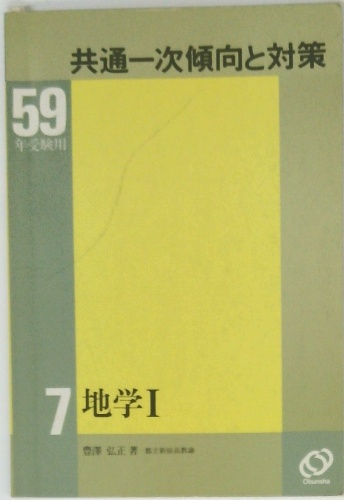 共通一次傾向と対策
59
年受験用
7 地学I
豊澤 弘正 著
Obunsha